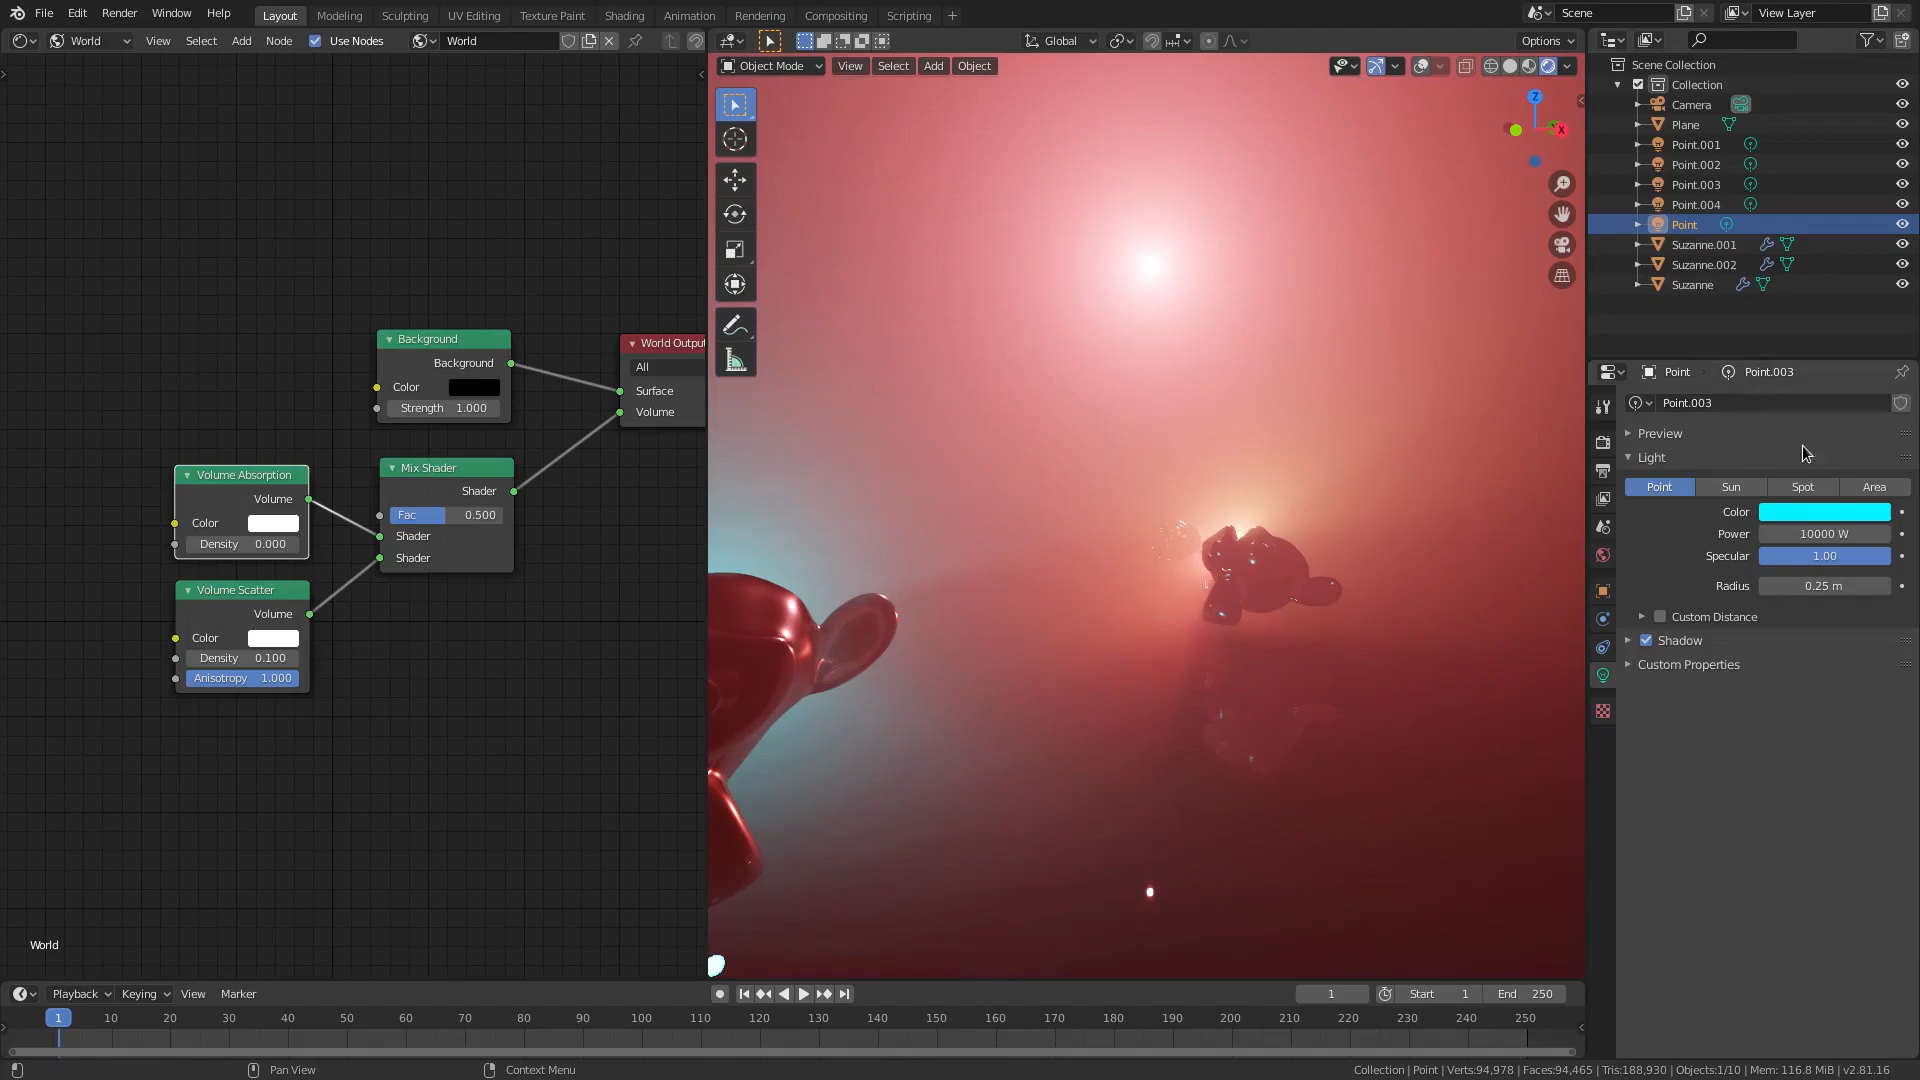 File Edit Render Window Help
Layout Modeling Sculpting UV Editing Texture Paint Shading Animation Rendering Compositing Scripting +
Scene
View Layer
World View Select Add Node Use Nodes World
Global
Options
Object Mode View Select Add Object
Z
X
Background
Background
Color
Strength 1.000
World Output
All
Surface
Volume
Volume Absorption
Volume
Color
Density 0.000
Mix Shader
Shader
Fac 0.500
Shader
Shader
Volume Scatter
Volume
Color
Density 0.100
Anisotropy 1.000
World
Scene Collection
Collection
Camera
Plane
Point.001
Point.002
Point.003
Point.004
Point
Suzanne.001
Suzanne.002
Suzanne
Point Point.003
Point.003
Preview
Light
Point Sun Spot Area
Color
Power 10000 W
Specular 1.00
Radius 0.25 m
Custom Distance
Shadow
Custom Properties
Playback Keying View Marker
1 Start 1 End 250
1 10 20 30 40 50 60 70 80 90 100 110 120 130 140 150 160 170 180 190 200 210 220 230 240 250
Pan View
Context Menu
Collection | Point | Verts:94,978 | Faces:94,465 | Tris:188,930 | Objects:1/10 | Mem: 116.8 MiB | v2.81.16